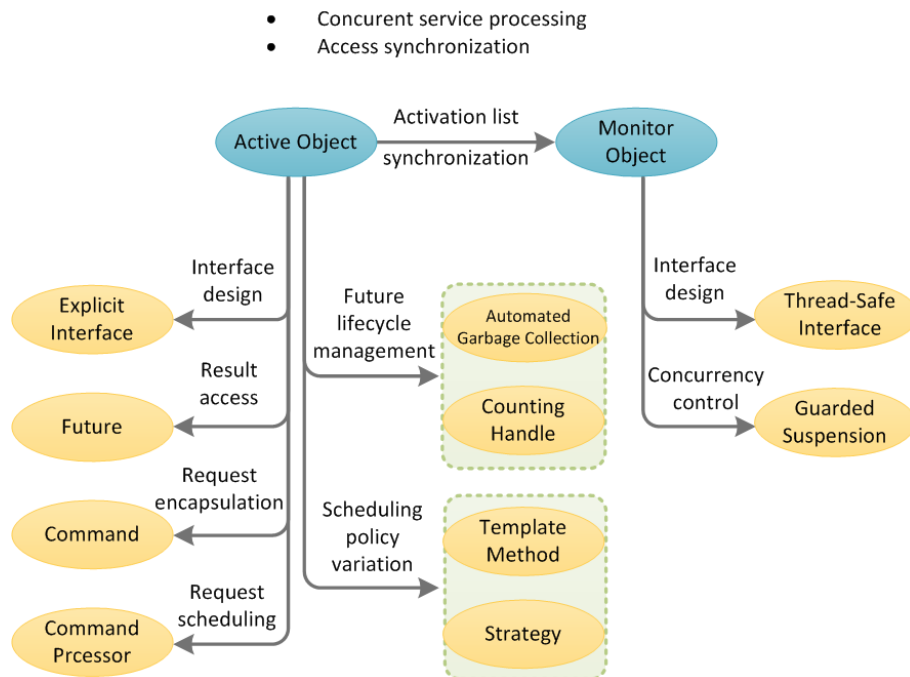 • Concurent service processing
• Access synchronization
Active Object
Activation list
synchronization
Monitor
Object
Interface
design
Explicit
Interface
Result
access
Future
Request
encapsulation
Command
Request
scheduling
Command
Prcessor
Future
lifecycle
management
Automated
Garbage Collection
Counting
Handle
Scheduling
policy
variation
Template
Method
Strategy
Interface
design
Thread-Safe
Interface
Concurrency
control
Guarded
Suspension